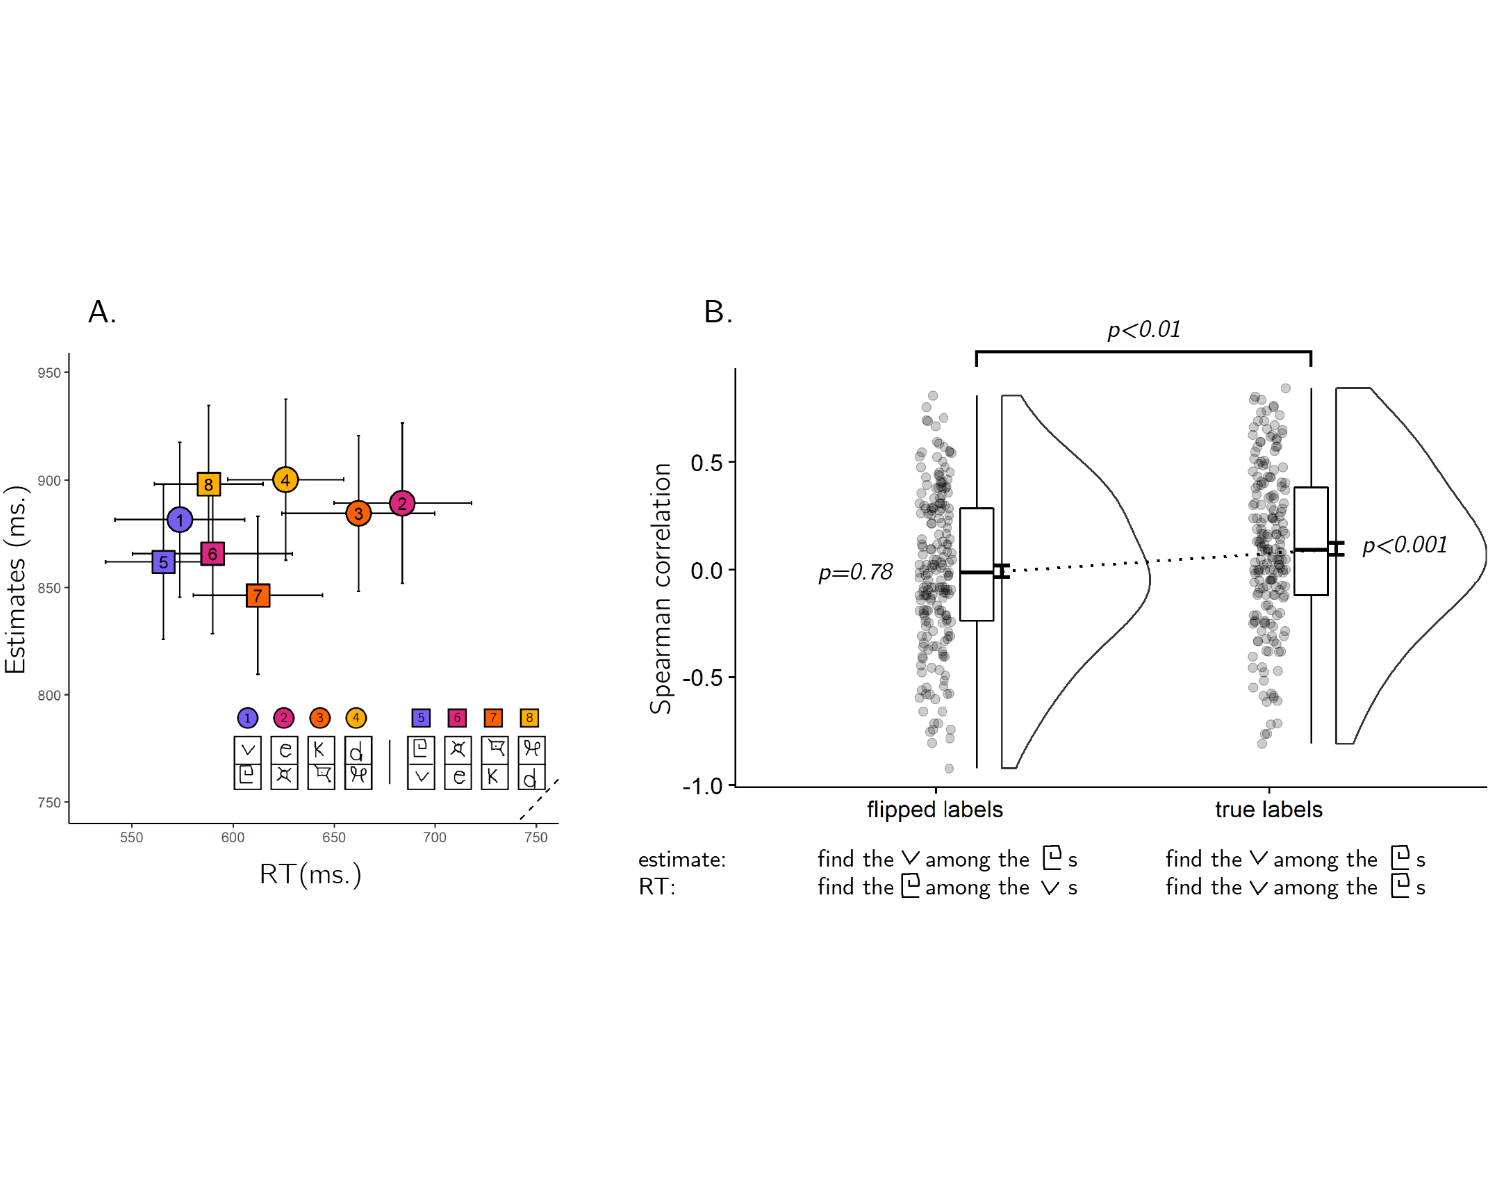 A.
950
900
850
800
750
Estimates (ms.)
8
4
1
3
2
5
6
7
1 2 3 4 5 6 7 8
v e k d
v e k d
550 600 650 700 750
RT(ms.)
B.
p<0.01
0.5
0.0
-0.5
-1.0
Spearman correlation
p=0.78
p<0.001
flipped labels true labels
estimate: find the v among the s find the v among the s
RT: find the among the v s find the v among the s